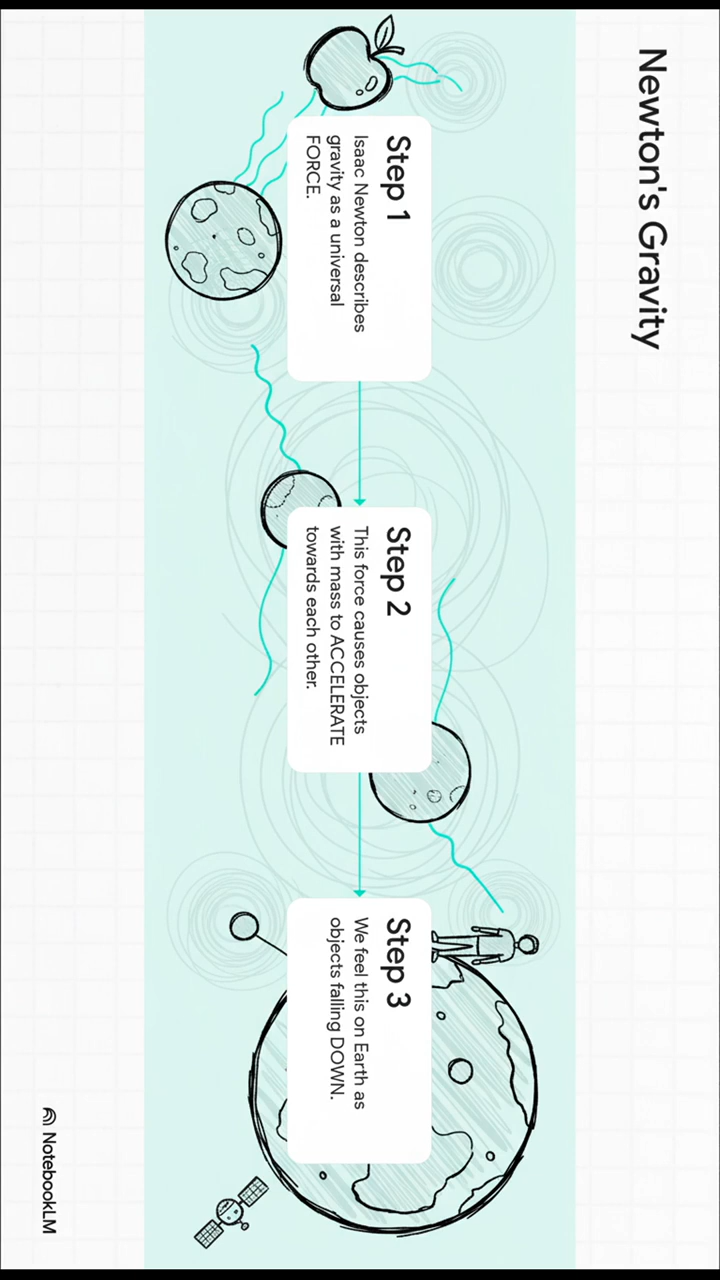 Newton's Gravity
Step 1
Isaac Newton describes
gravity as a universal
FORCE.
Step 2
This force causes objects
with mass to ACCELERATE
towards each other.
Step 3
We feel this on Earth as
objects falling DOWN.
NotebookLM